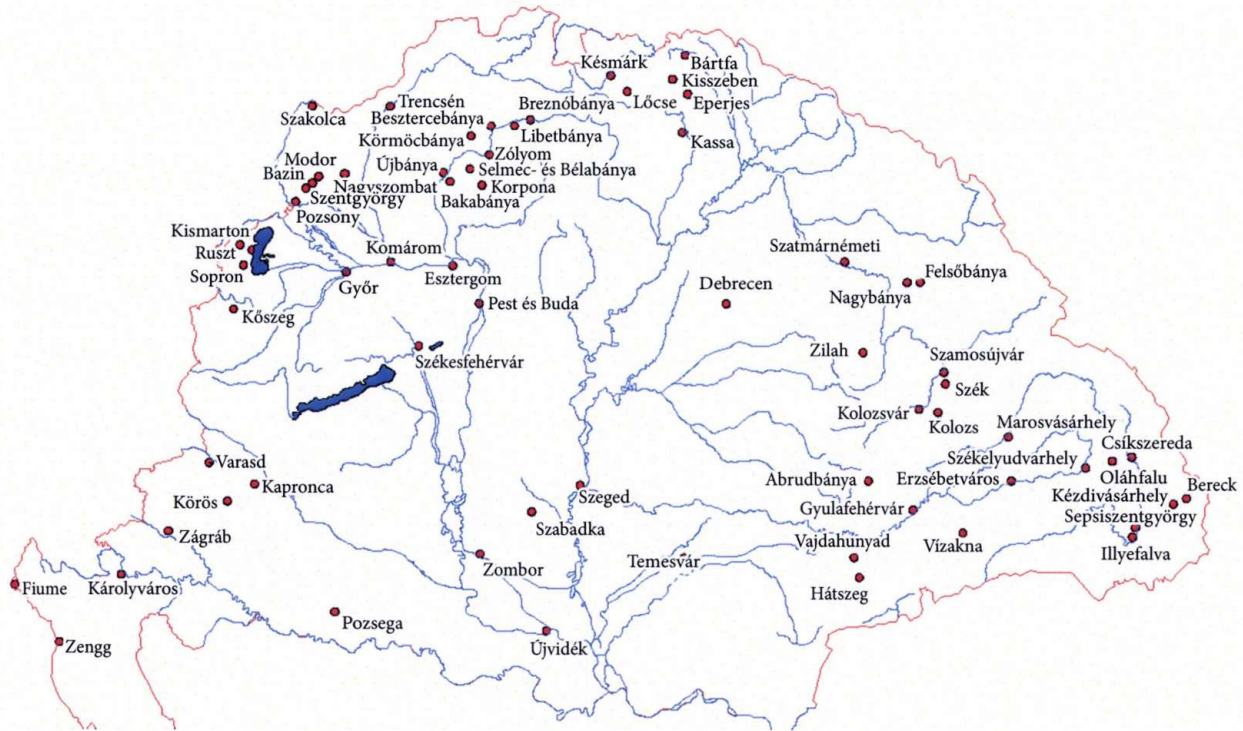 Késmárk
Bártfa
Kisszeben
Lőcse
Eperjes
Kassa
Szakolca
Trencsén
Besztercebánya
Breznóbánya
Körmöcbánya
Libetbánya
Zólyom
Újbánya
Selmec- és Bélabánya
Modor
Bazin
Nagyszombat
Korpona
Szentgyörgy
Bakabánya
Pozsony
Kismarton
Ruszt
Sopron
Komárom
Győr
Esztergom
Kőszeg
Pest és Buda
Székesfehérvár
Szatmárnémeti
Felsőbánya
Debrecen
Nagybánya
Zilah
Szamosújvár
Szék
Kolozsvár
Kolozs
Marosvásárhely
Csíkszereda
Székelyudvarhely
Oláhfalu
Abrudbánya
Erzsébetváros
Bereck
Kézdivásárhely
Gyulafehérvár
Sepsiszentgyörgy
Vajdahunyad
Vízakna
Illyefalva
Hátszeg
Varasd
Kapronca
Körös
Zágráb
Szeged
Szabadka
Zombor
Temesvár
Fiume
Károlyváros
Pozsega
Újvidék
Zengg